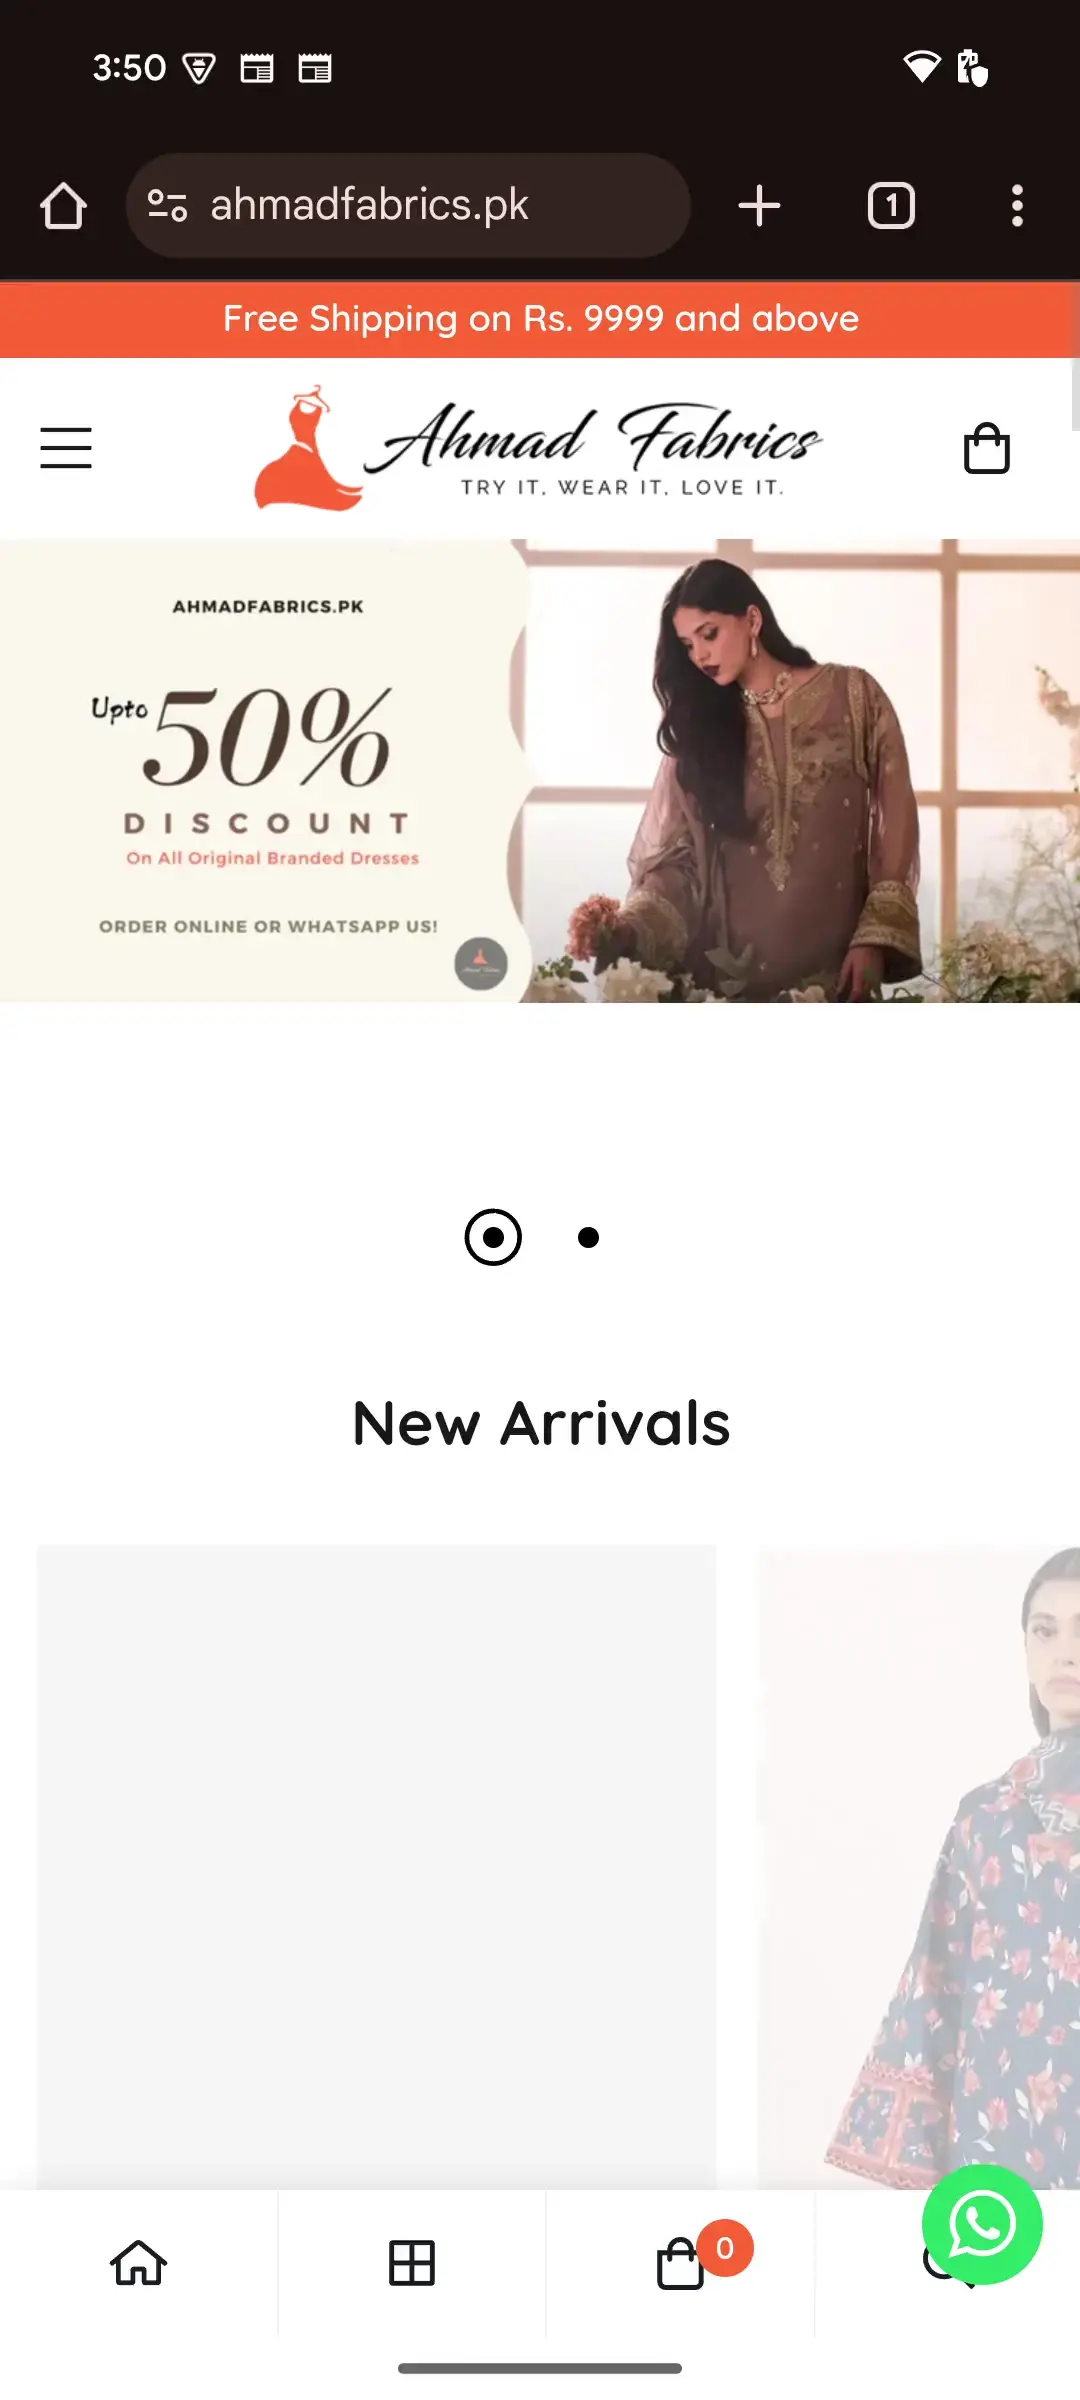 3:50
ahmadfabrics.pk
1
Free Shipping on Rs. 9999 and above
Ahmad Fabrics
TRY IT. WEAR IT. LOVE IT.
AHMADFABRICS.PK
Upto 50%
DISCOUNT
On All Original Branded Dresses
ORDER ONLINE OR WHATSAPP US!
New Arrivals
0